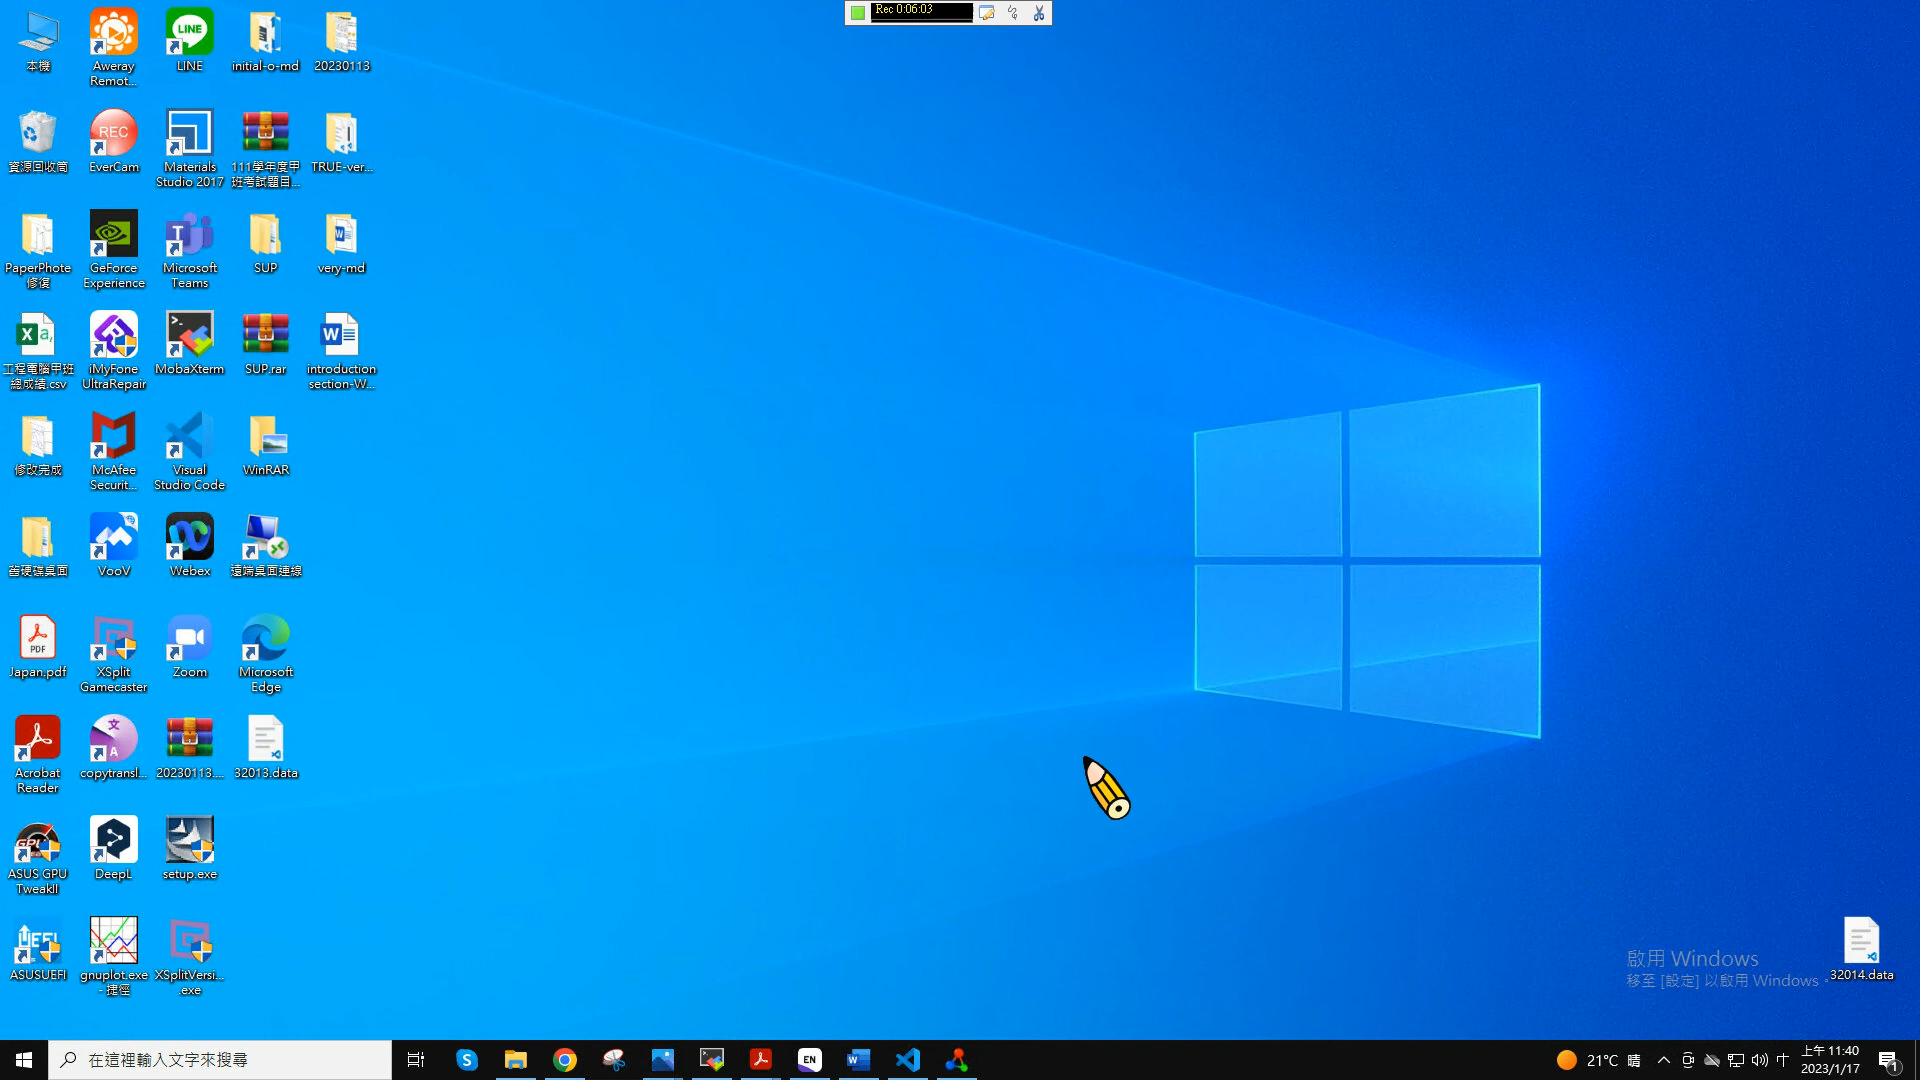 Rec 0:06:03
本機
Aweray
Remot...
LINE
initial-o-md
20230113
資源回收筒
REC
EverCam
Materials
Studio 2017
111學年度甲
班考試題目...
TRUE-ver...
PaperPhote
修復
GeForce
Experience
Microsoft
Teams
SUP
very-md
工程電腦甲班
總成績.csv
iMyFone
UltraRepair
MobaXterm
SUP.rar
introduction
section-W...
修改完成
McAfee
Securit...
Visual
Studio Code
WinRAR
舊硬碟桌面
VooV
Webex
遠端桌面連線
PDF
Japan.pdf
XSplit
Gamecaster
Zoom
Microsoft
Edge
Acrobat
Reader
文
A
copytransl...
20230113....
32013.data
ASUS GPU
TweakII
DeepL
setup.exe
ASUSUEFI
gnuplot.exe
- 捷徑
XSplitVersi...
.exe
啟用 Windows
移至 [設定] 以啟用 Windows。
32014.data
在這裡輸入文字來搜尋
EN
21°C 晴
上午 11:40
2023/1/17
1